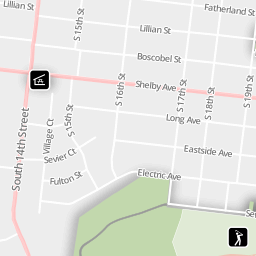 Lillian St
S 15th St
Fatherland St
Lillian St
Boscobel St
S 19th St
Shelby Ave
S 16th St
S 17th St
S 18th St
Long Ave
South 14th Street
Village Ct
S 15th St
Eastside Ave
Sevier Ct
Fulton St
Electric Ave